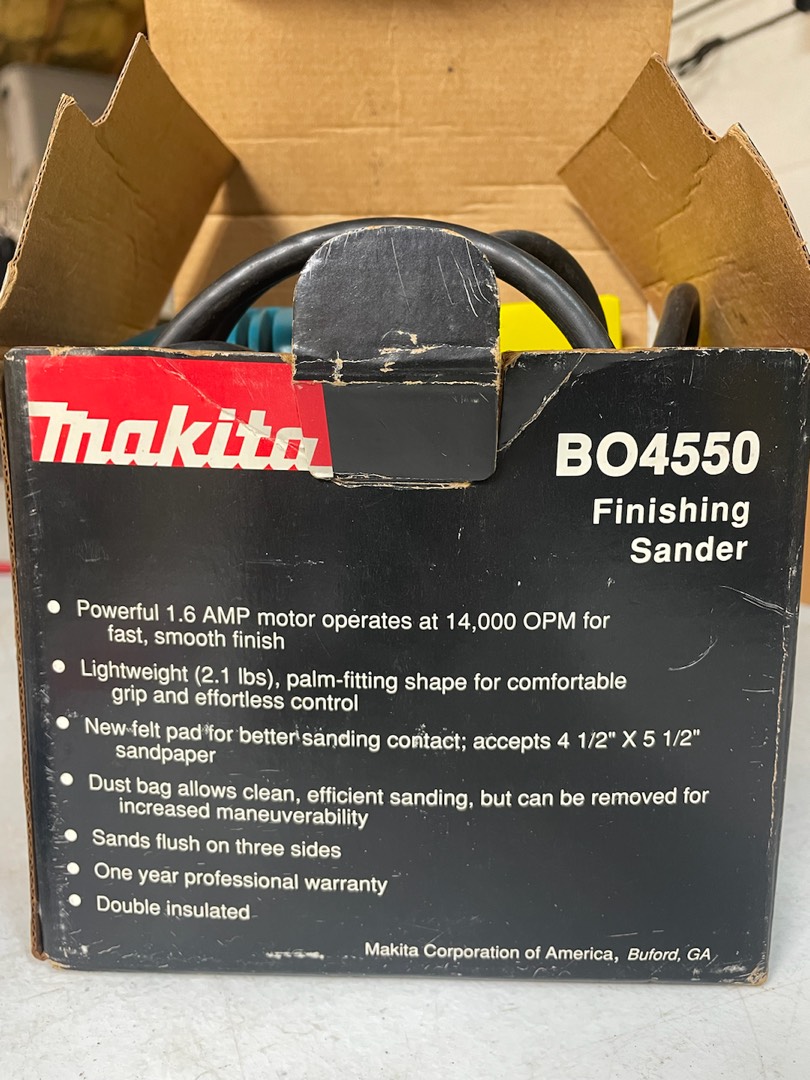 makita
BO4550
Finishing
Sander
• Powerful 1.6 AMP motor operates at 14,000 OPM for
fast, smooth finish
• Lightweight (2.1 lbs), palm-fitting shape for comfortable
grip and effortless control
• New felt pad for better sanding contact; accepts 4 1/2" X 5 1/2"
sandpaper
• Dust bag allows clean, efficient sanding, but can be removed for
increased maneuverability
• Sands flush on three sides
• One year professional warranty
• Double insulated
Makita Corporation of America, Buford, GA